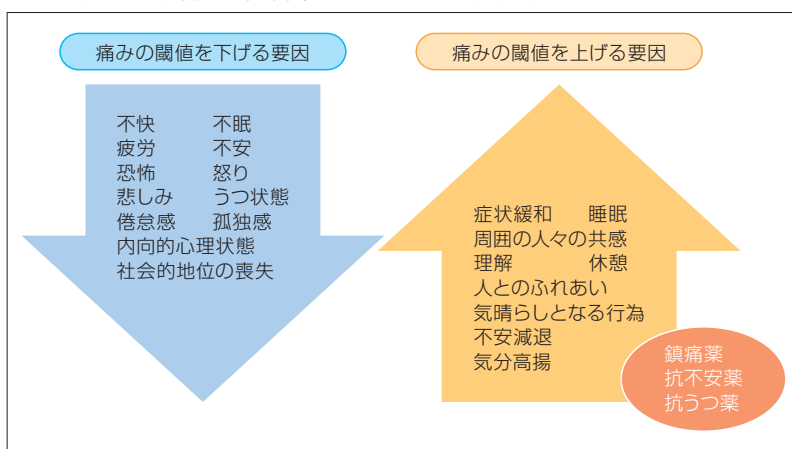 痛みの閾値を下げる要因
不快　不眠
疲労　不安
恐怖　怒り
悲しみ　うつ状態
倦怠感　孤独感
内向的心理状態
社会的地位の喪失
痛みの閾値を上げる要因
症状緩和　睡眠
周囲の人々の共感
理解　休憩
人とのふれあい
気晴らしとなる行為
不安減退
気分高揚
鎮痛薬
抗不安薬
抗うつ薬